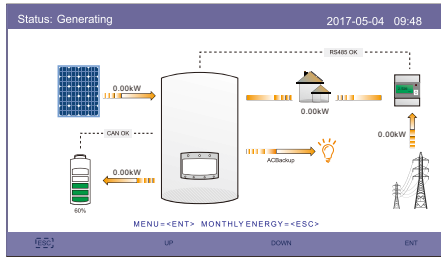 Status: Generating 2017-05-04 09:48
RS485 OK
0.00kW
0.00kW
CAN OK
0.00kW
0.00kW
ACBackup
60%
MENU=<ENT> MONTHLY ENERGY=<ESC>
ESC UP DOWN ENT